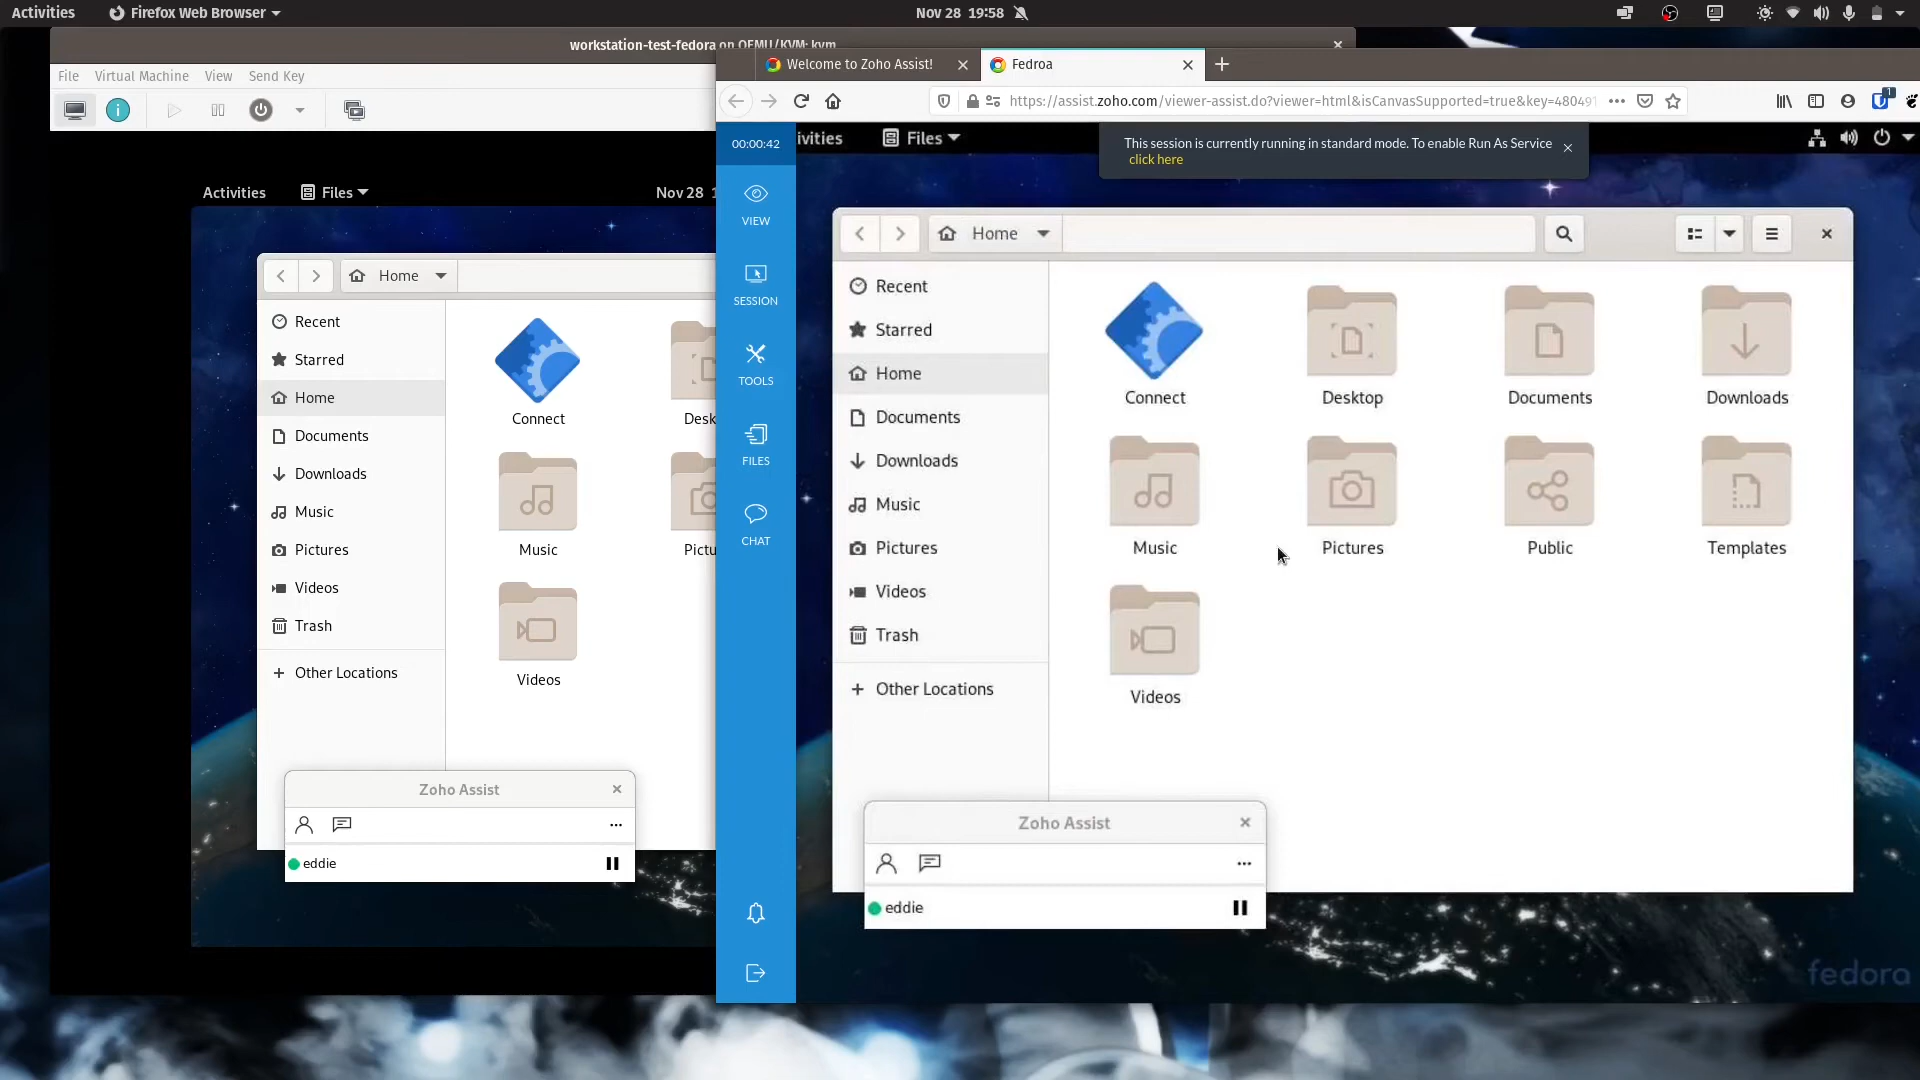 Activities
Firefox Web Browser
Nov 28 19:58
workstation-test-fedora on QEMU/KVM: kvm
File Virtual Machine View Send Key
Welcome to Zoho Assist!
Fedroa
https://assist.zoho.com/viewer-assist.do?viewer=html&isCanvasSupported=true&key=48049
1
00:00:42
VIEW
SESSION
TOOLS
FILES
CHAT
Activities
Files
Nov 28
Home
Recent
Starred
Home
Documents
Downloads
Music
Pictures
Videos
Trash
Other Locations
Connect
Desk
Music
Pictu
Videos
Zoho Assist
eddie
ivities
Files
This session is currently running in standard mode. To enable Run As Service
click here
Home
Recent
Starred
Home
Documents
Downloads
Music
Pictures
Videos
Trash
Other Locations
Connect
Desktop
Documents
Downloads
Music
Pictures
Public
Templates
Videos
Zoho Assist
eddie
fedora